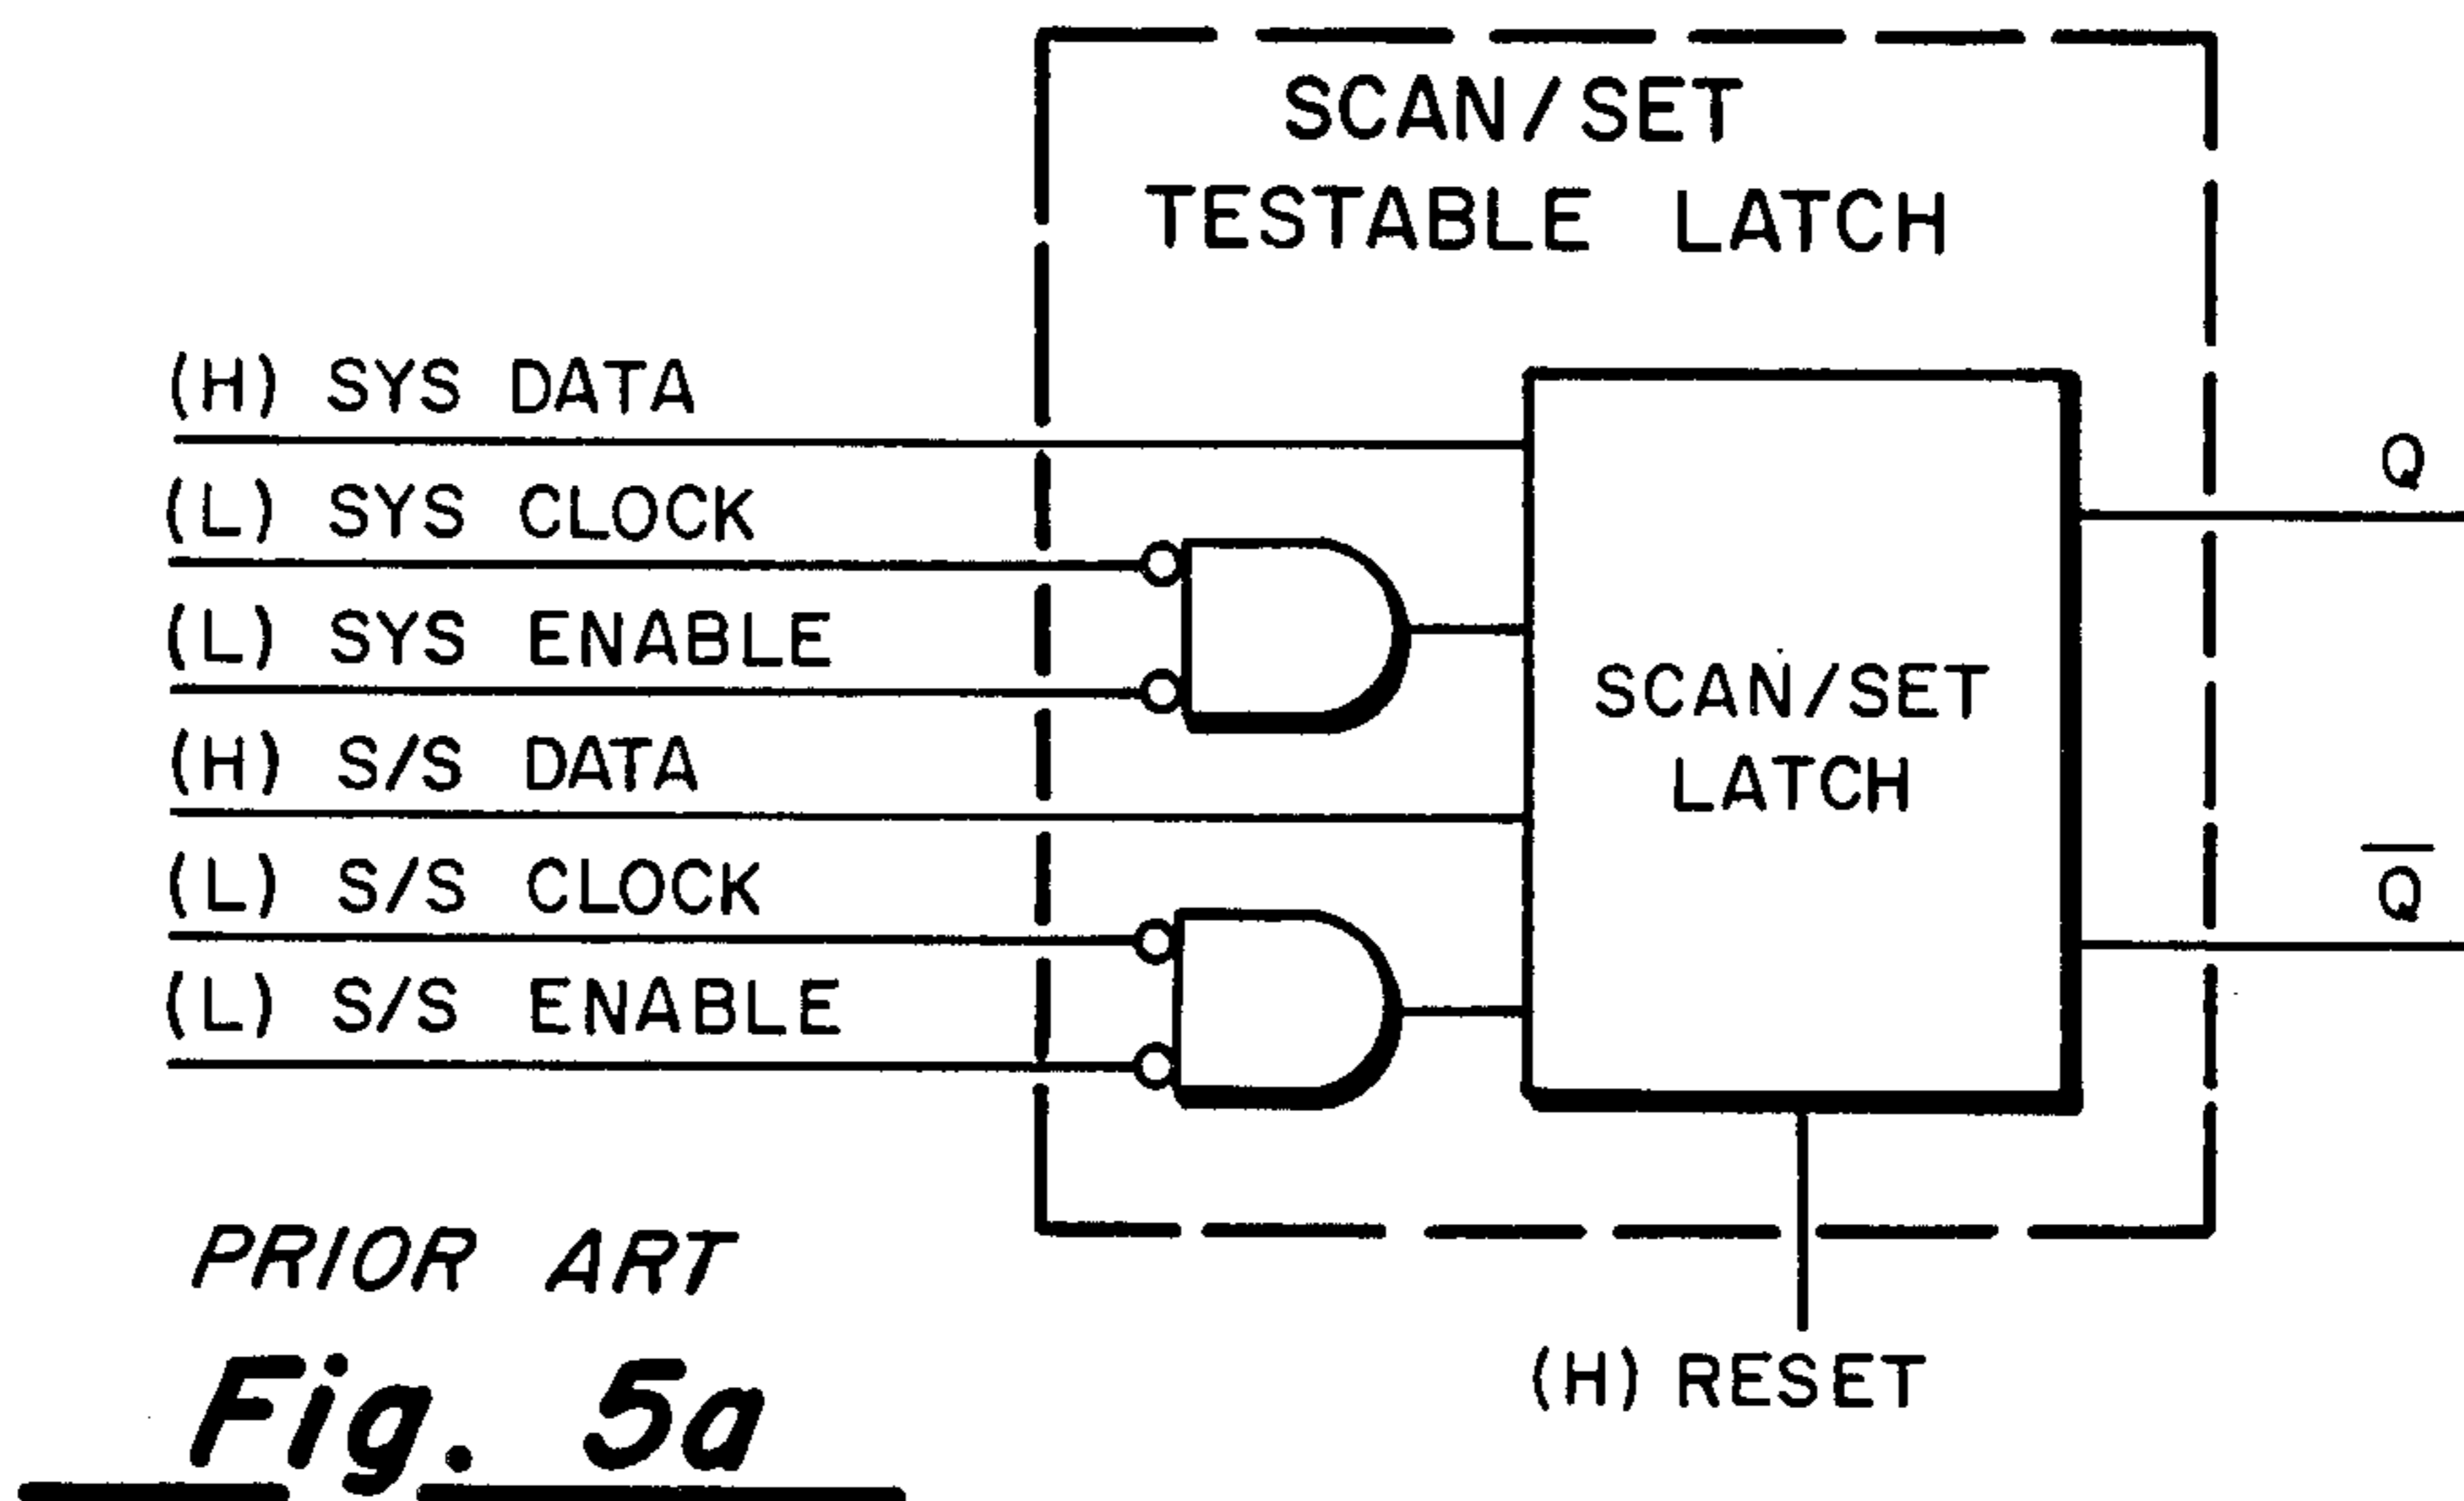 SCAN/SET
TESTABLE LATCH
(H) SYS DATA
(L) SYS CLOCK
(L) SYS ENABLE
(H) S/S DATA
(L) S/S CLOCK
(L) S/S ENABLE
SCAN/SET
LATCH
Q
Q̅
(H) RESET
PRIOR ART
Fig. 5a